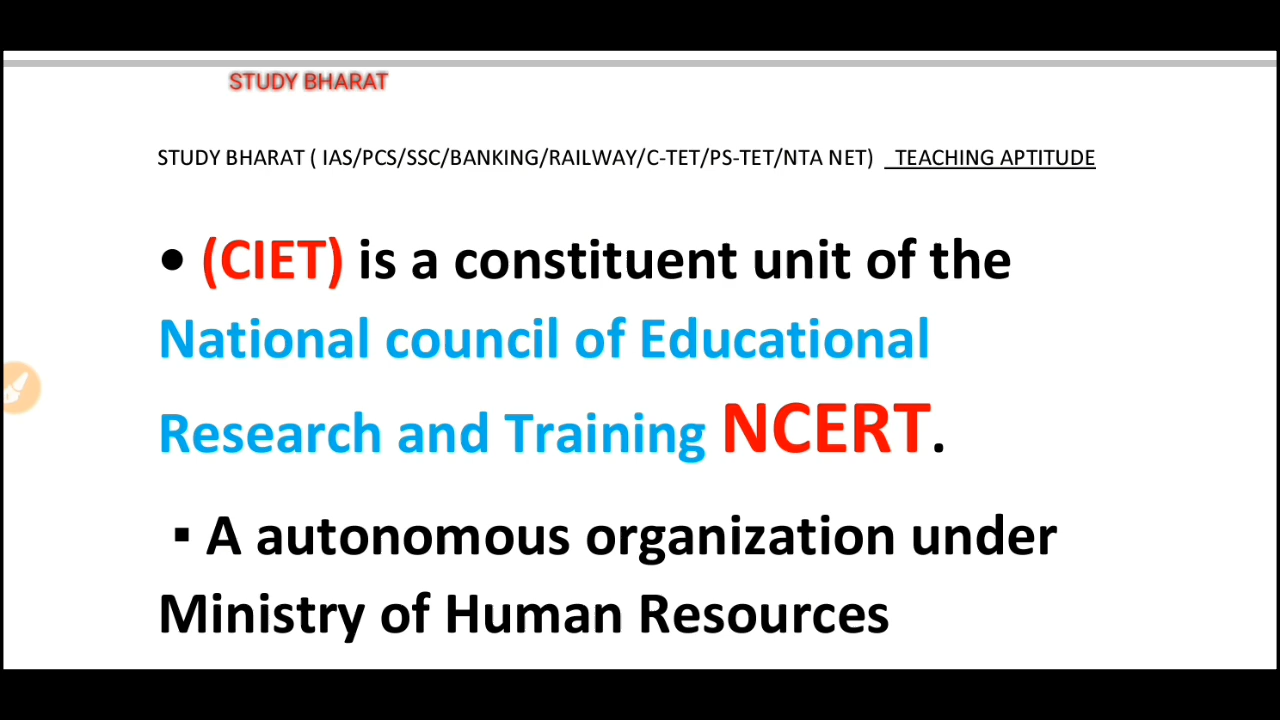 STUDY BHARAT
STUDY BHARAT ( IAS/PCS/SSC/BANKING/RAILWAY/C-TET/PS-TET/NTA NET) TEACHING APTITUDE
• (CIET) is a constituent unit of the
National council of Educational
Research and Training NCERT.
▪ A autonomous organization under
Ministry of Human Resources